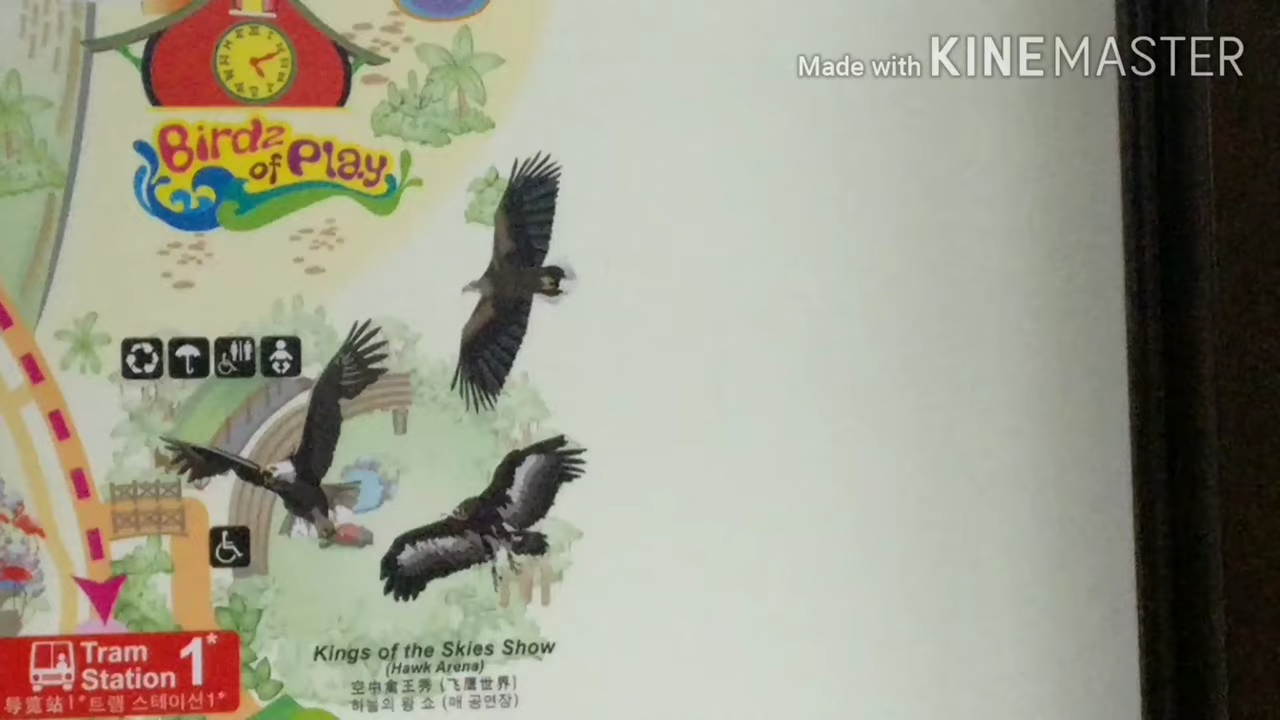 Made with KINEMASTER
Birdz
of Play
Tram
Station 1*
导览站1* 트램 스테이션1*
Kings of the Skies Show
(Hawk Arena)
空中禽王秀 (飞鹰世界)
하늘의 왕 쇼 (매 공연장)